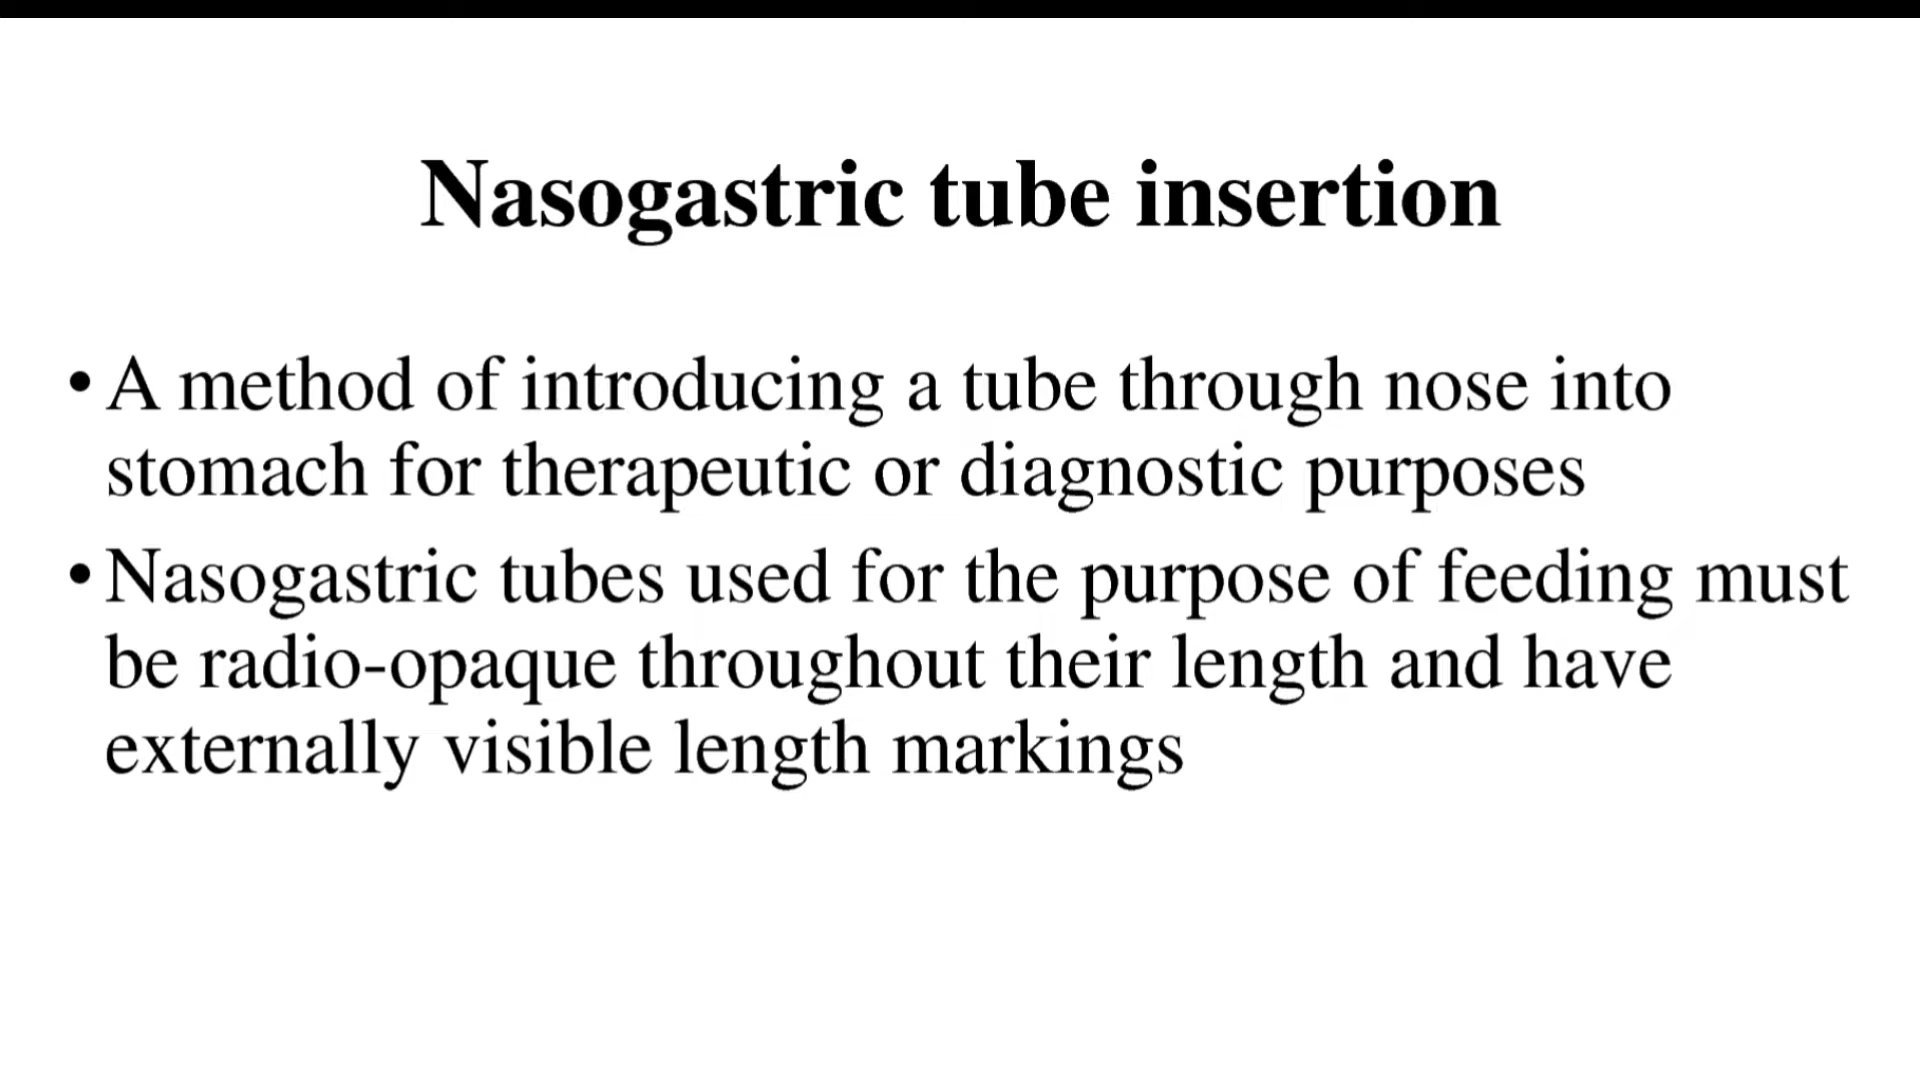 Nasogastric tube insertion
• A method of introducing a tube through nose into
stomach for therapeutic or diagnostic purposes
• Nasogastric tubes used for the purpose of feeding must
be radio-opaque throughout their length and have
externally visible length markings